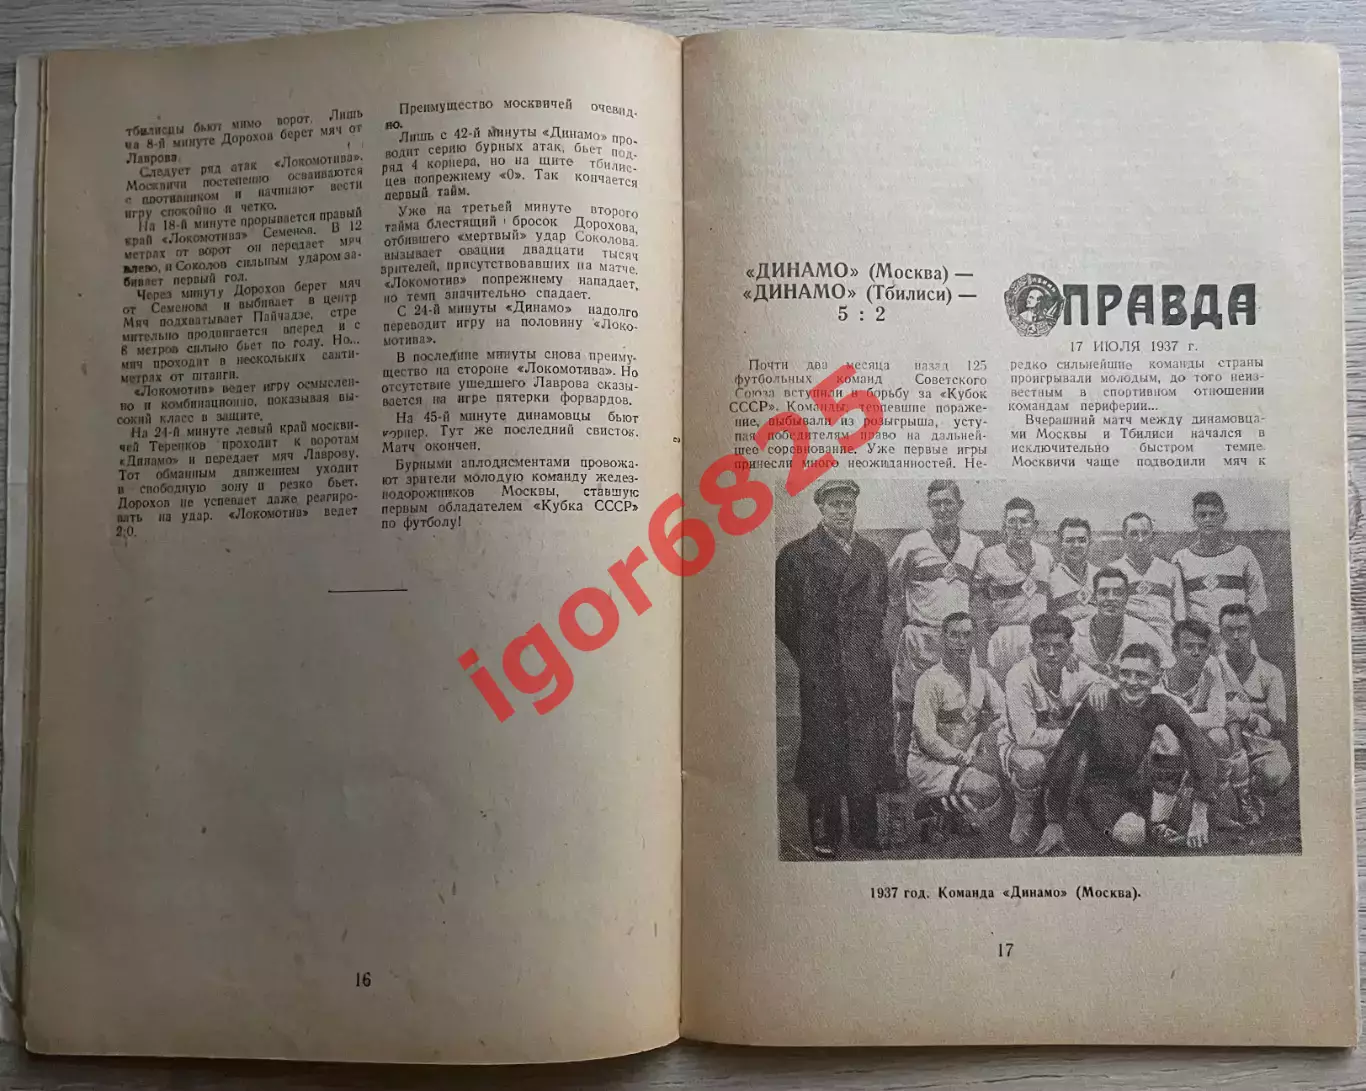 тбилисцы бьют мимо ворот. Лишь
на 8-й минуте Дорохов берет мяч от
Лаврова.
Следует ряд атак «Локомотива».
Москвичи постепенно осваиваются
с противником и начинают вести
игру спокойно и четко.
На 18-й минуте прорывается правый
край «Локомотива» Семенов. В 12
метрах от ворот он передает мяч
влево, и Соколов сильным ударом за-
бивает первый гол.
Через минуту Дорохов берет мяч
от Семенова и выбивает в центр
Мяч подхватывает Пайчадзе, стре
мительно продвигается вперед и с
8 метров сильно бьет по голу. Но...
мяч проходит в нескольких санти-
метрах от штанги.
«Локомотив» ведет игру осмыслен-
но и комбинационно, показывая вы-
сокий класс в защите.
На 24-й минуте левый край москви-
чей Теренков проходит к воротам
«Динамо» и передает мяч Лаврову.
Тот обманным движением уходит
в свободную зону и резко бьет.
Дорохов не успевает даже реагиро-
вать на удар. «Локомотив» ведет
2:0.
Преимущество москвичей очевид-
но.
Лишь с 42-й минуты «Динамо» про-
водит серию бурных атак, бьет под-
ряд 4 корнера, но на щите тбилис-
цев попрежнему «0». Так кончается
первый тайм.
Уже на третьей минуте второго
тайма блестящий бросок Дорохова,
отбившего «мертвый» удар Соколова,
вызывает овации двадцати тысяч
зрителей, присутствовавших на матче.
«Локомотив» попрежнему нападает,
но темп значительно спадает.
С 24-й минуты «Динамо» надолго
переводит игру на половину «Локо-
мотива».
В последние минуты снова преиму-
щество на стороне «Локомотива». Но
отсутствие ушедшего Лаврова сказы-
вается на игре пятерки форвардов.
На 45-й минуте динамовцы бьют
корнер. Тут же последний свисток.
Матч окончен.
Бурными аплодисментами провожа-
ют зрители молодую команду желез-
нодорожников Москвы, ставшую
первым обладателем «Кубка СССР»
по футболу!
16
«ДИНАМО» (Москва) —
«ДИНАМО» (Тбилиси) —
5 : 2
ПРАВДА
17 ИЮЛЯ 1937 г.
Почти два месяца назад 125
футбольных команд Советского
Союза вступили в борьбу за «Кубок
СССР». Команды, терпевшие пораже-
ние, выбывали из розыгрыша, усту-
пая победителям право на дальней-
шее соревнование. Уже первые игры
принесли много неожиданностей. Не-
редко сильнейшие команды страны
проигрывали молодым, до того неиз-
вестным в спортивном отношении
командам периферии...
Вчерашний матч между динамовца-
ми Москвы и Тбилиси начался в
исключительно быстром темпе.
Москвичи чаще подводили мяч к
1937 год. Команда «Динамо» (Москва).
17
igor6825